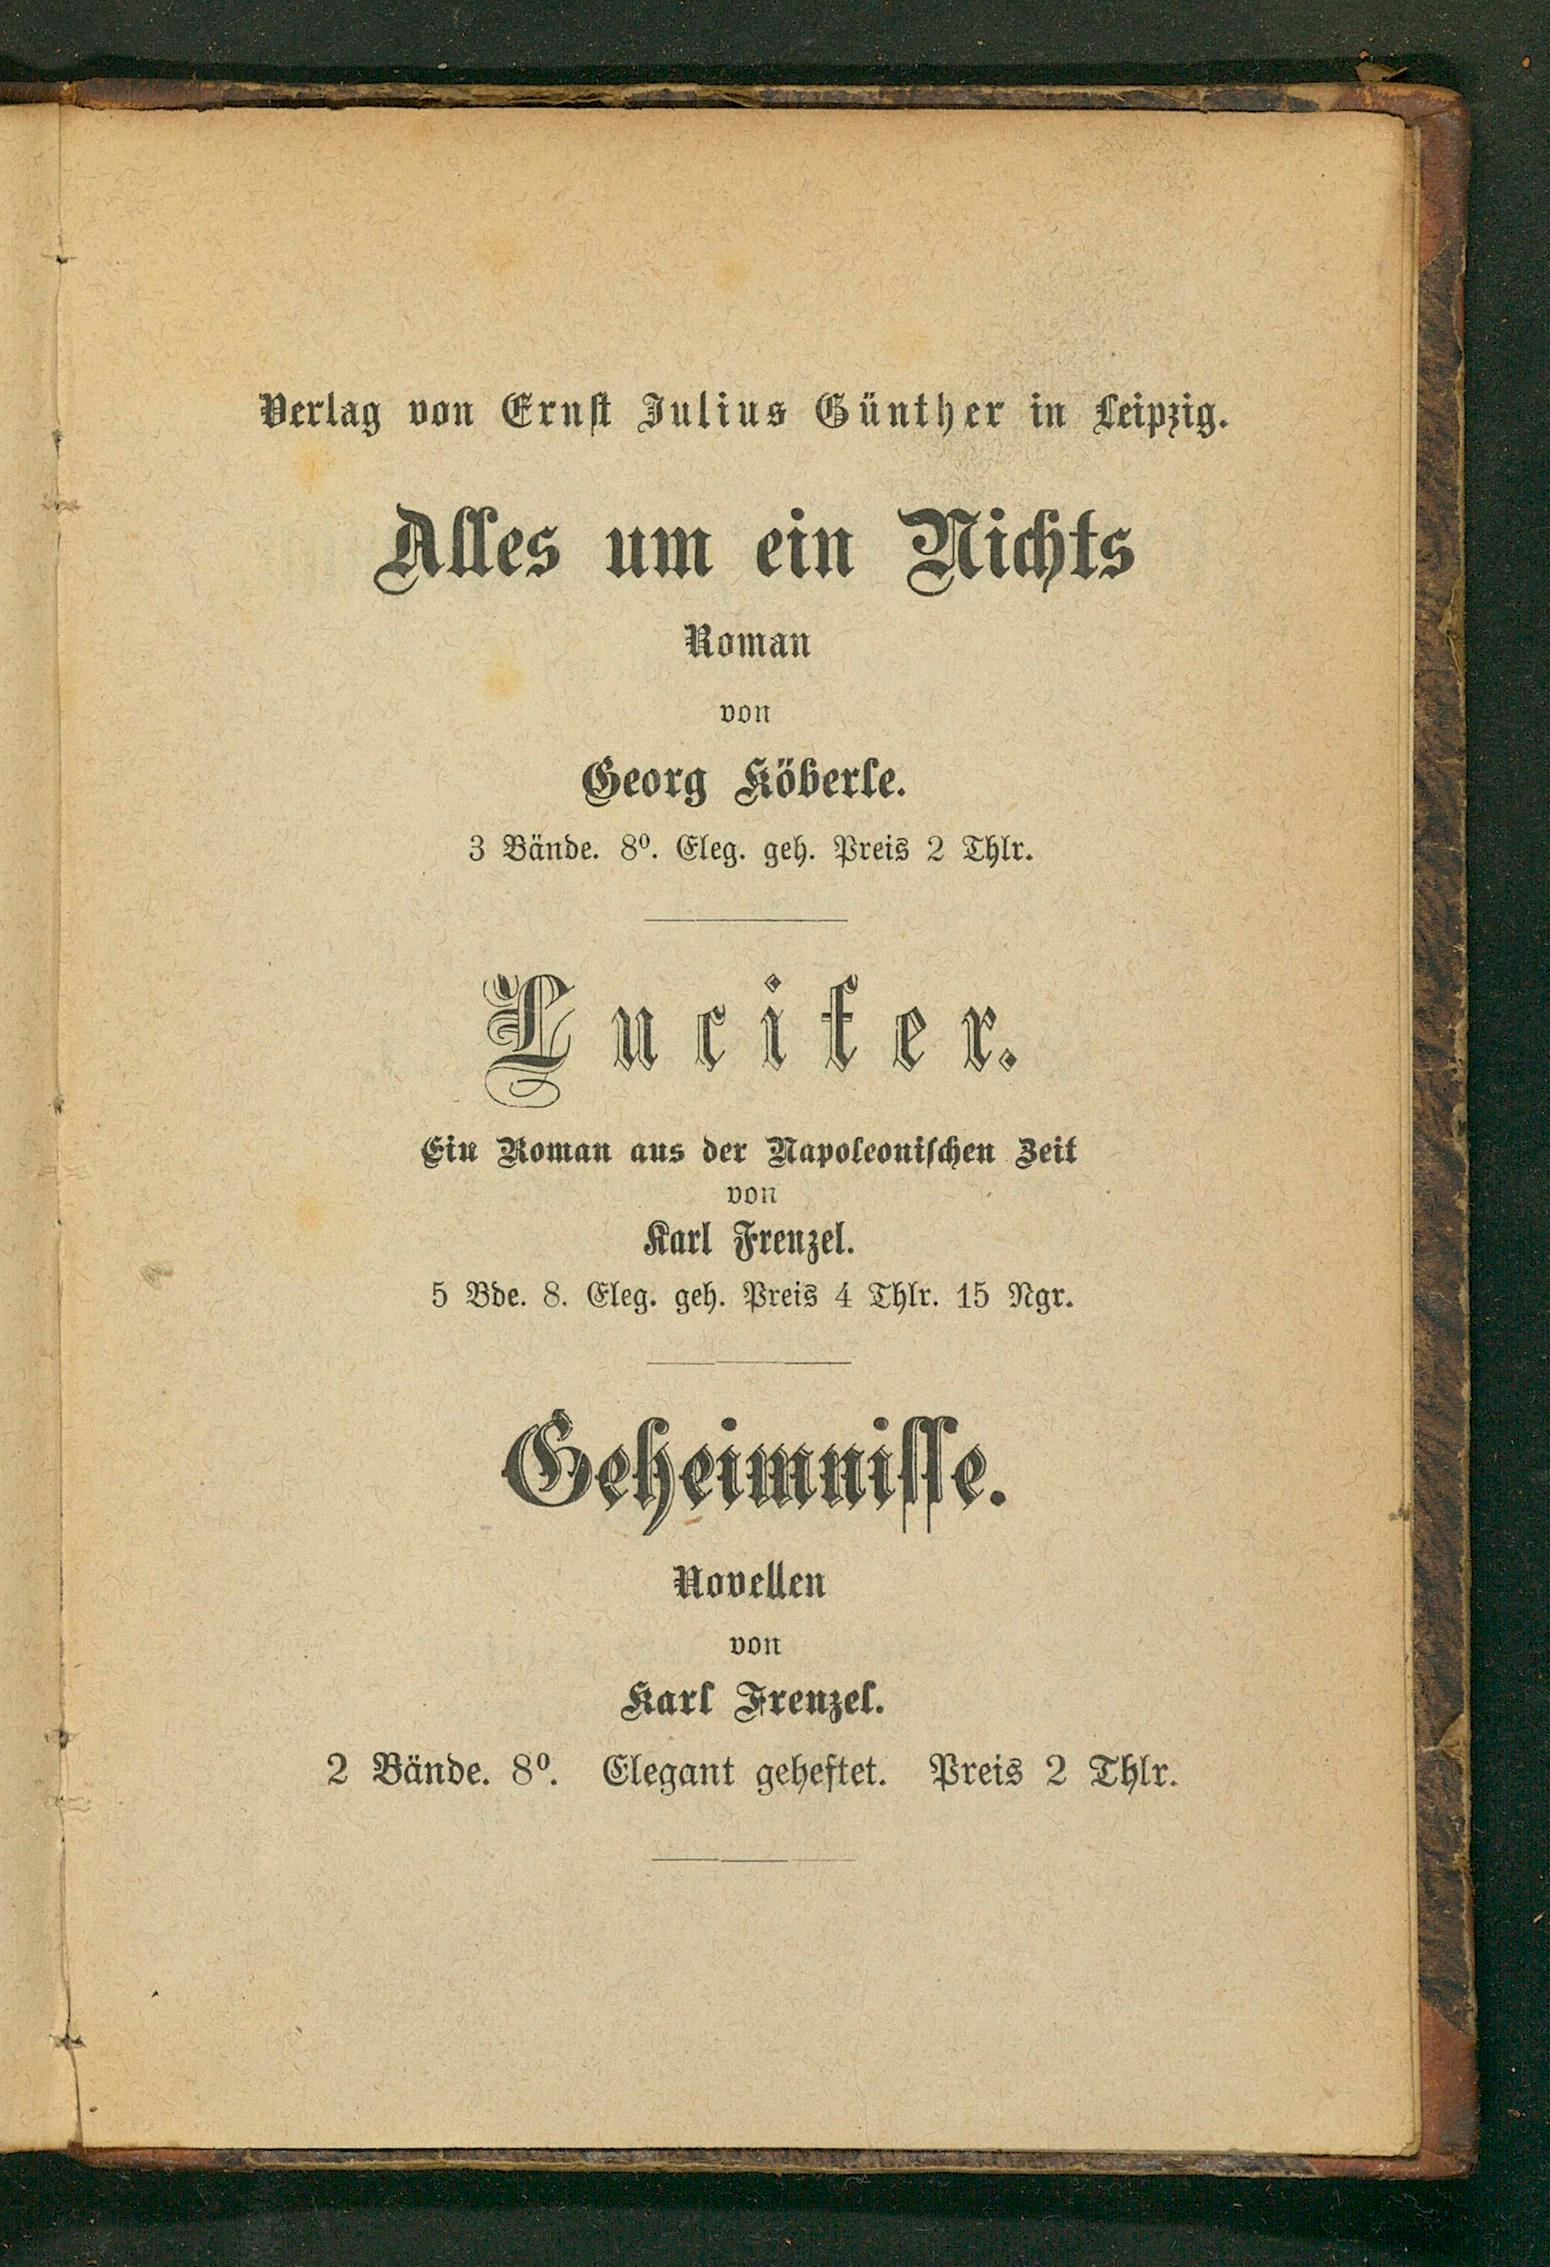 Verlag von Ernſt Julius Günther in Leipzig.
Alles um ein Nichts
Roman
von
Georg Köberle.
3 Bände. 8⁰. Eleg. geh. Preis 2 Thlr.
Lucifer.
Ein Roman aus der Napoleoniſchen Zeit
von
Karl Frenzel.
5 Bde. 8. Eleg. geh. Preis 4 Thlr. 15 Ngr.
Geheimniſſe.
Novellen
von
Karl Frenzel.
2 Bände. 8⁰. Elegant geheftet. Preis 2 Thlr.